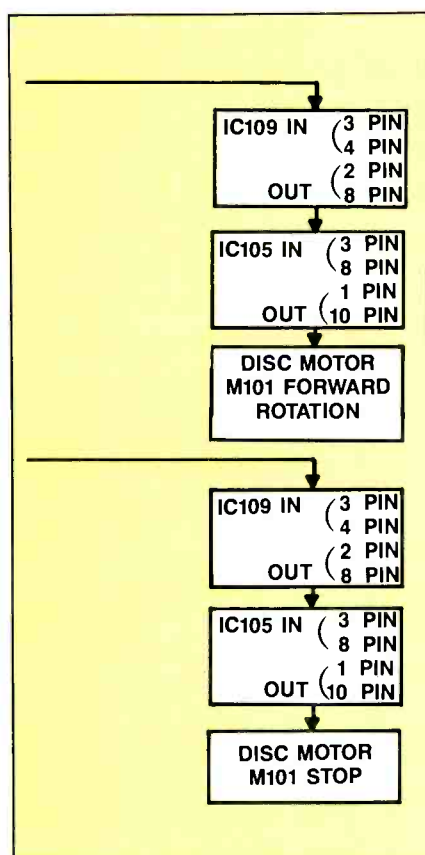 IC109 IN ( 3 PIN
4 PIN
OUT ( 2 PIN
8 PIN
IC105 IN ( 3 PIN
8 PIN
OUT ( 1 PIN
10 PIN
DISC MOTOR
M101 FORWARD
ROTATION
IC109 IN ( 3 PIN
4 PIN
OUT ( 2 PIN
8 PIN
IC105 IN ( 3 PIN
8 PIN
OUT ( 1 PIN
10 PIN
DISC MOTOR
M101 STOP